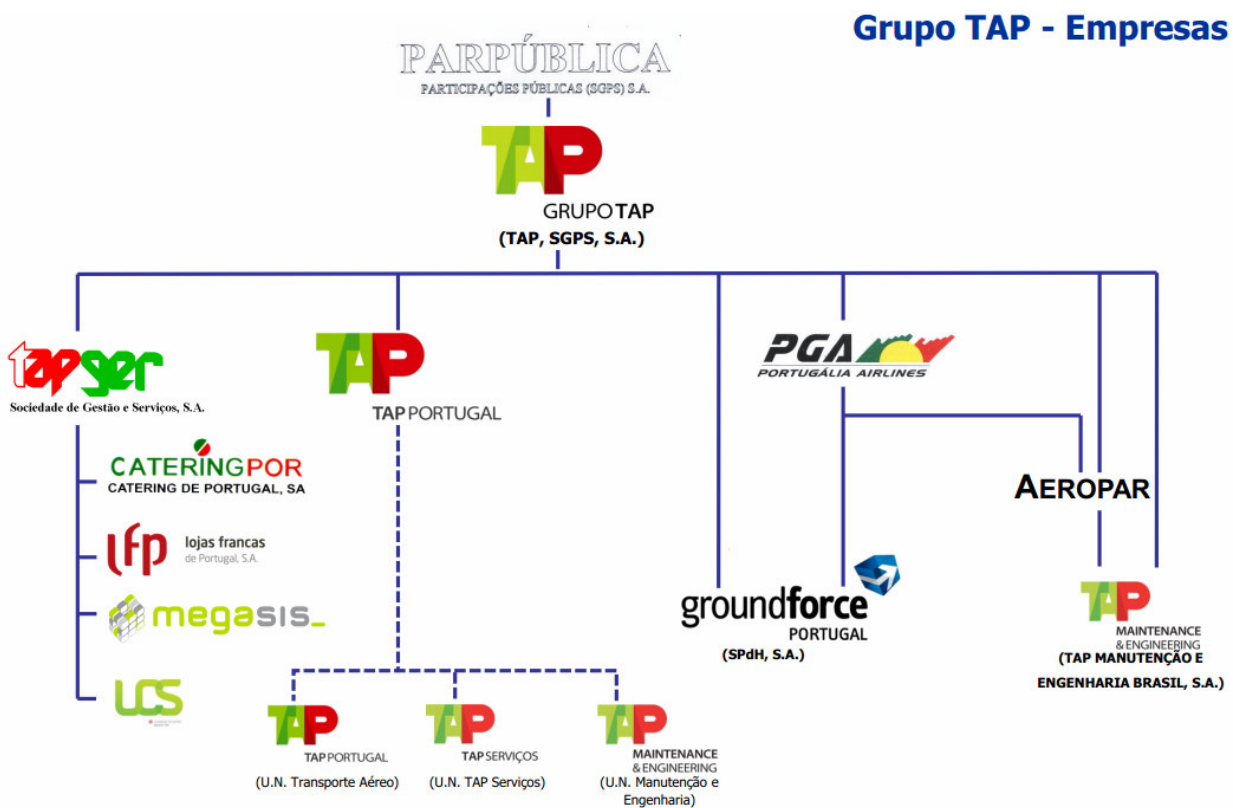 Grupo TAP - Empresas
PARPÚBLICA
PARTICIPAÇÕES PÚBLICAS (SGPS) S.A.
TAP
GRUPO TAP
(TAP, SGPS, S.A.)
tapger
Sociedade de Gestão e Serviços, S.A.
TAP
TAP PORTUGAL
PGA
PORTUGÁLIA AIRLINES
CATERINGPOR
CATERING DE PORTUGAL, SA
AEROPAR
lfp lojas francas
de Portugal, S.A.
megasis_
groundforce
PORTUGAL
(SPdH, S.A.)
TAP
MAINTENANCE
& ENGINEERING
(TAP MANUTENÇÃO E
ENGENHARIA BRASIL, S.A.)
UCS
TAP
TAP PORTUGAL
(U.N. Transporte Aéreo)
TAP
TAP SERVIÇOS
(U.N. TAP Serviços)
TAP
MAINTENANCE
& ENGINEERING
(U.N. Manutenção e
Engenharia)